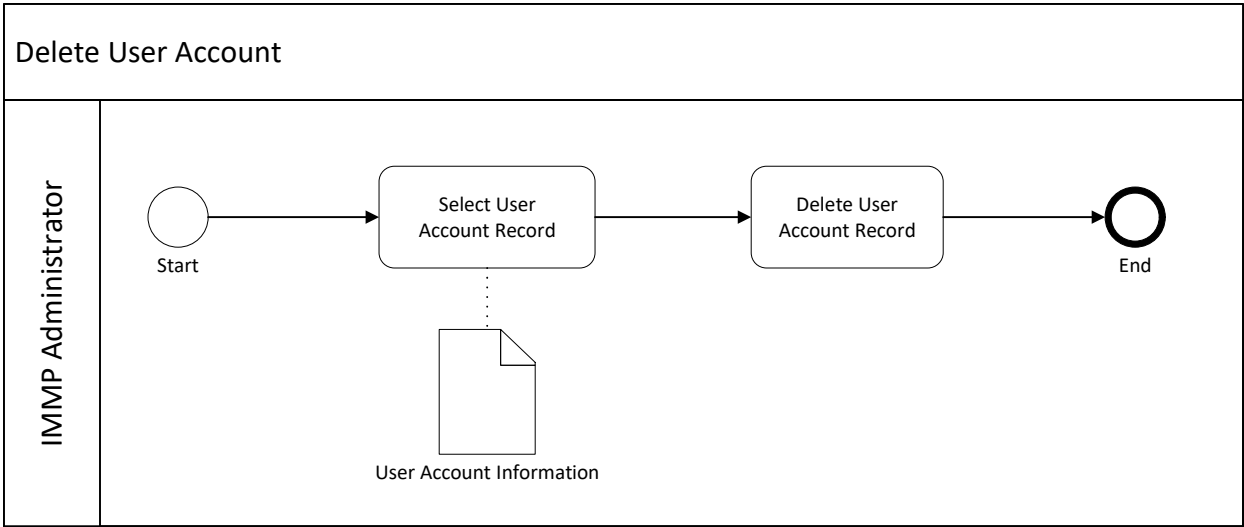 Delete User Account
IMMP Administrator
Start
Select User
Account Record
Delete User
Account Record
End
User Account Information